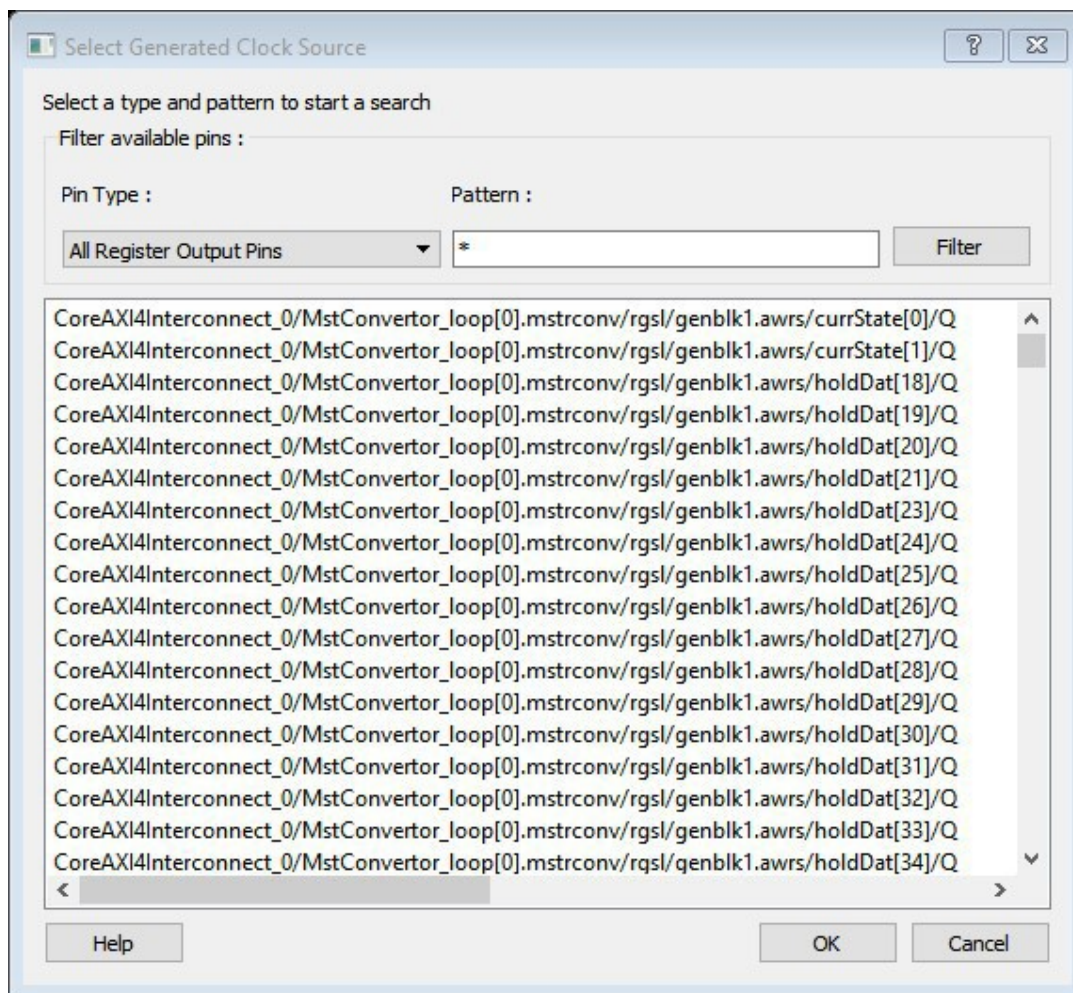 Select Generated Clock Source
Select a type and pattern to start a search
Filter available pins :
Pin Type : Pattern :
All Register Output Pins * Filter
CoreAXI4Interconnect_0/MstConvertor_loop[0].mstrconv/rgsl/genblk1.awrs/currState[0]/Q
CoreAXI4Interconnect_0/MstConvertor_loop[0].mstrconv/rgsl/genblk1.awrs/currState[1]/Q
CoreAXI4Interconnect_0/MstConvertor_loop[0].mstrconv/rgsl/genblk1.awrs/holdDat[18]/Q
CoreAXI4Interconnect_0/MstConvertor_loop[0].mstrconv/rgsl/genblk1.awrs/holdDat[19]/Q
CoreAXI4Interconnect_0/MstConvertor_loop[0].mstrconv/rgsl/genblk1.awrs/holdDat[20]/Q
CoreAXI4Interconnect_0/MstConvertor_loop[0].mstrconv/rgsl/genblk1.awrs/holdDat[21]/Q
CoreAXI4Interconnect_0/MstConvertor_loop[0].mstrconv/rgsl/genblk1.awrs/holdDat[23]/Q
CoreAXI4Interconnect_0/MstConvertor_loop[0].mstrconv/rgsl/genblk1.awrs/holdDat[24]/Q
CoreAXI4Interconnect_0/MstConvertor_loop[0].mstrconv/rgsl/genblk1.awrs/holdDat[25]/Q
CoreAXI4Interconnect_0/MstConvertor_loop[0].mstrconv/rgsl/genblk1.awrs/holdDat[26]/Q
CoreAXI4Interconnect_0/MstConvertor_loop[0].mstrconv/rgsl/genblk1.awrs/holdDat[27]/Q
CoreAXI4Interconnect_0/MstConvertor_loop[0].mstrconv/rgsl/genblk1.awrs/holdDat[28]/Q
CoreAXI4Interconnect_0/MstConvertor_loop[0].mstrconv/rgsl/genblk1.awrs/holdDat[29]/Q
CoreAXI4Interconnect_0/MstConvertor_loop[0].mstrconv/rgsl/genblk1.awrs/holdDat[30]/Q
CoreAXI4Interconnect_0/MstConvertor_loop[0].mstrconv/rgsl/genblk1.awrs/holdDat[31]/Q
CoreAXI4Interconnect_0/MstConvertor_loop[0].mstrconv/rgsl/genblk1.awrs/holdDat[32]/Q
CoreAXI4Interconnect_0/MstConvertor_loop[0].mstrconv/rgsl/genblk1.awrs/holdDat[33]/Q
CoreAXI4Interconnect_0/MstConvertor_loop[0].mstrconv/rgsl/genblk1.awrs/holdDat[34]/Q
Help OK Cancel